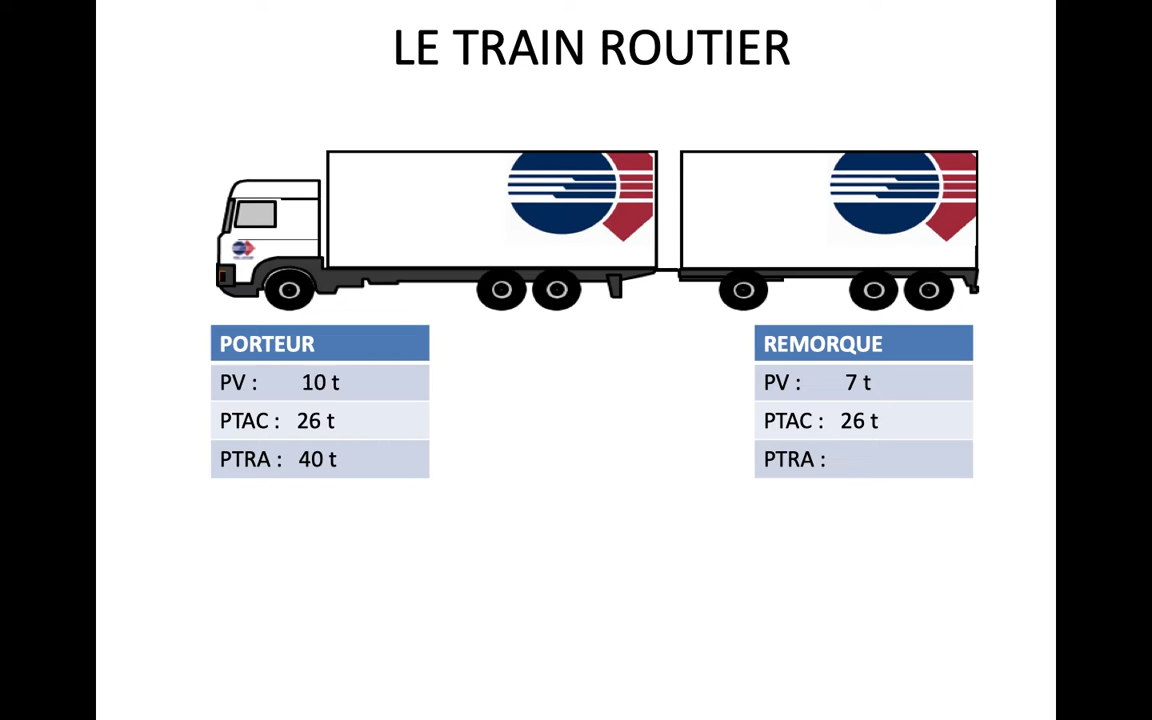 LE TRAIN ROUTIER
PORTEUR
PV : 10 t
PTAC : 26 t
PTRA : 40 t
REMORQUE
PV : 7 t
PTAC : 26 t
PTRA :